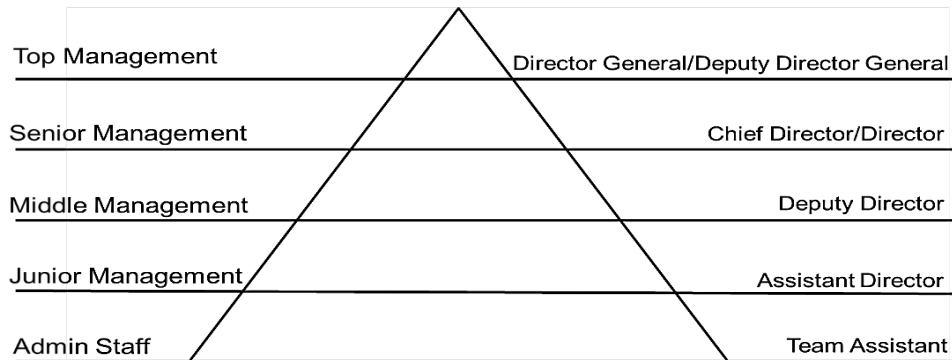 Top Management
Director General/Deputy Director General
Senior Management
Chief Director/Director
Middle Management
Deputy Director
Junior Management
Assistant Director
Admin Staff
Team Assistant